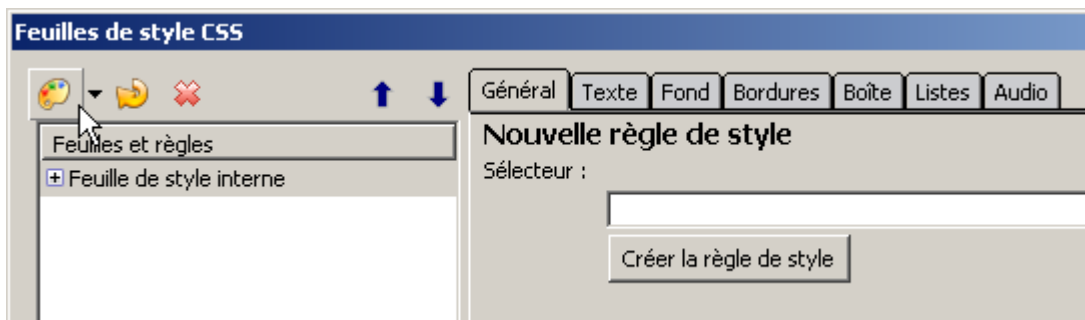 Feuilles de style CSS
Général Texte Fond Bordures Boîte Listes Audio
Feuilles et règles
Feuille de style interne
Nouvelle règle de style
Sélecteur :
Créer la règle de style